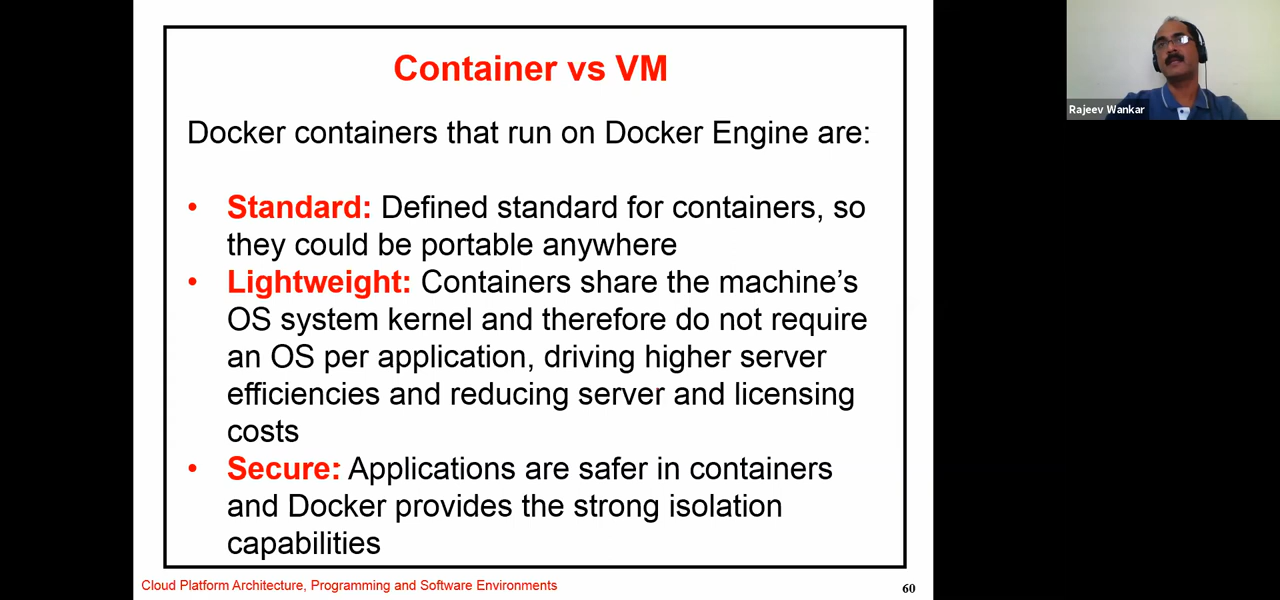 Container vs VM
Docker containers that run on Docker Engine are:
• Standard: Defined standard for containers, so
they could be portable anywhere
• Lightweight: Containers share the machine’s
OS system kernel and therefore do not require
an OS per application, driving higher server
efficiencies and reducing server and licensing
costs
• Secure: Applications are safer in containers
and Docker provides the strong isolation
capabilities
Cloud Platform Architecture, Programming and Software Environments
60
Rajeev Wankar